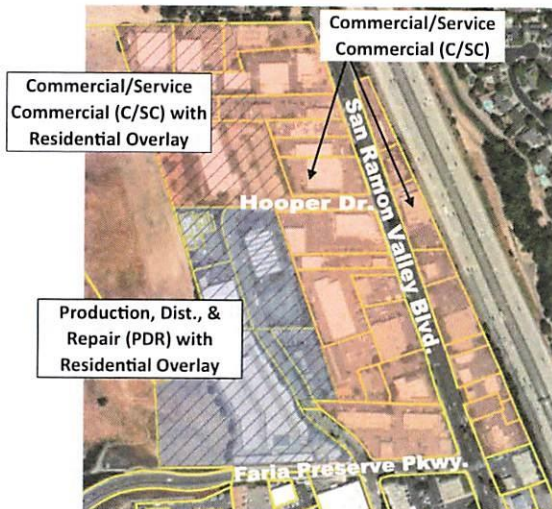 Commercial/Service
Commercial (C/SC)
Commercial/Service
Commercial (C/SC) with
Residential Overlay
San Ramon Valley Blvd.
Hooper Dr.
Production, Dist., &
Repair (PDR) with
Residential Overlay
Faria Preserve Pkwy.